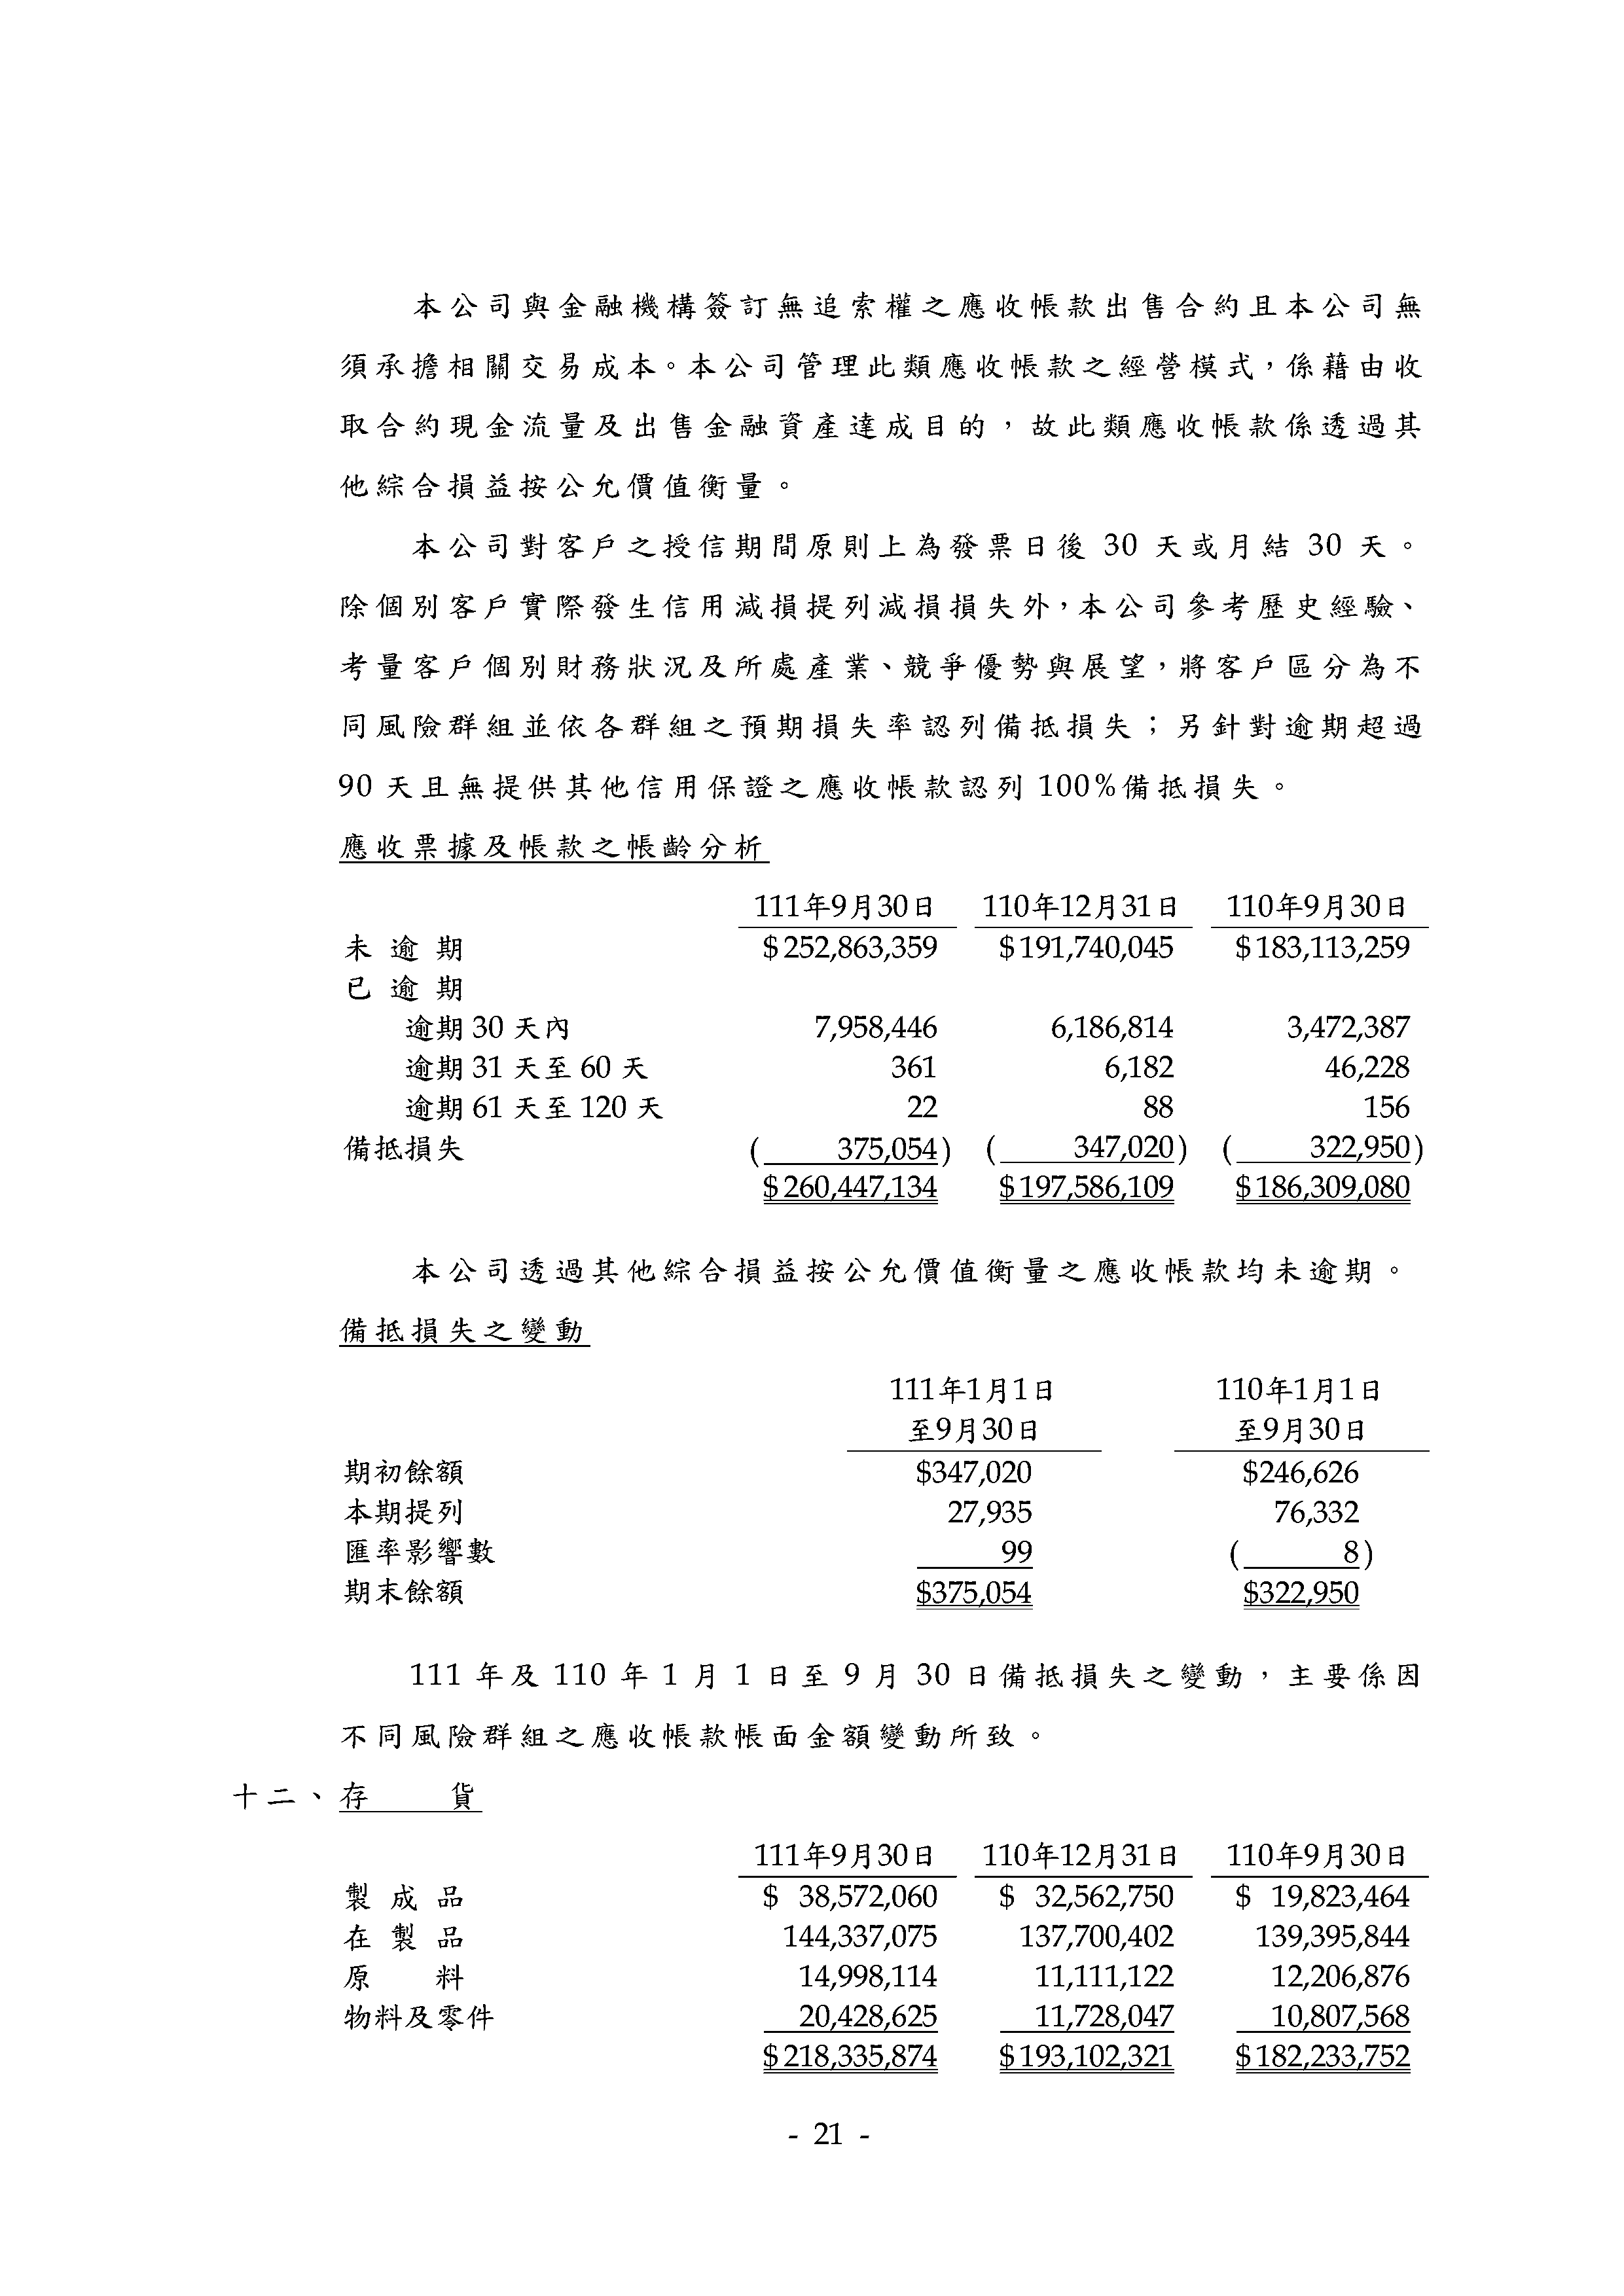 本公司與金融機構簽訂無追索權之應收帳款出售合約且本公司無
須承擔相關交易成本。本公司管理此類應收帳款之經營模式，係藉由收
取合約現金流量及出售金融資產達成目的，故此類應收帳款係透過其
他綜合損益按公允價值衡量。
本公司對客戶之授信期間原則上為發票日後 30 天或月結 30 天。
除個別客戶實際發生信用減損提列減損損失外，本公司參考歷史經驗、
考量客戶個別財務狀況及所處產業、競爭優勢與展望，將客戶區分為不
同風險群組並依各群組之預期損失率認列備抵損失；另針對逾期超過
90 天且無提供其他信用保證之應收帳款認列 100%備抵損失。
應收票據及帳款之帳齡分析
111年9月30日 110年12月31日 110年9月30日
未逾期 $252,863,359 $191,740,045 $183,113,259
已逾期
逾期 30 天內 7,958,446 6,186,814 3,472,387
逾期 31 天至 60 天 361 6,182 46,228
逾期 61 天至 120 天 22 88 156
備抵損失 ( 375,054) ( 347,020) ( 322,950)
$260,447,134 $197,586,109 $186,309,080
本公司透過其他綜合損益按公允價值衡量之應收帳款均未逾期。
備抵損失之變動
111年1月1日 110年1月1日
至9月30日 至9月30日
期初餘額 $347,020 $246,626
本期提列 27,935 76,332
匯率影響數 99 ( 8)
期末餘額 $375,054 $322,950
111 年及 110 年 1 月 1 日至 9 月 30 日備抵損失之變動，主要係因
不同風險群組之應收帳款帳面金額變動所致。
十二、存 貨
111年9月30日 110年12月31日 110年9月30日
製成品 $ 38,572,060 $ 32,562,750 $ 19,823,464
在製品 144,337,075 137,700,402 139,395,844
原 料 14,998,114 11,111,122 12,206,876
物料及零件 20,428,625 11,728,047 10,807,568
$218,335,874 $193,102,321 $182,233,752
- 21 -